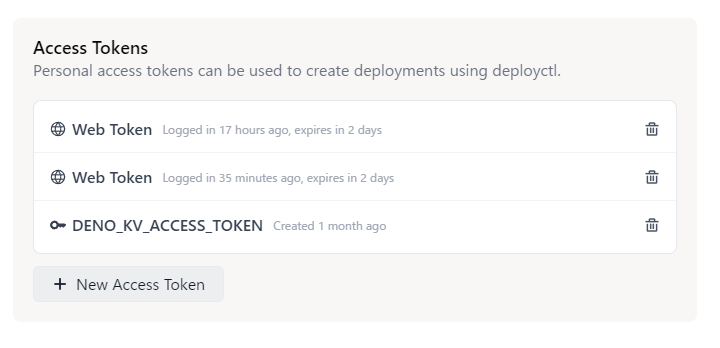 Access Tokens
Personal access tokens can be used to create deployments using deployctl.
Web Token Logged in 17 hours ago, expires in 2 days
Web Token Logged in 35 minutes ago, expires in 2 days
DENO_KV_ACCESS_TOKEN Created 1 month ago
+ New Access Token